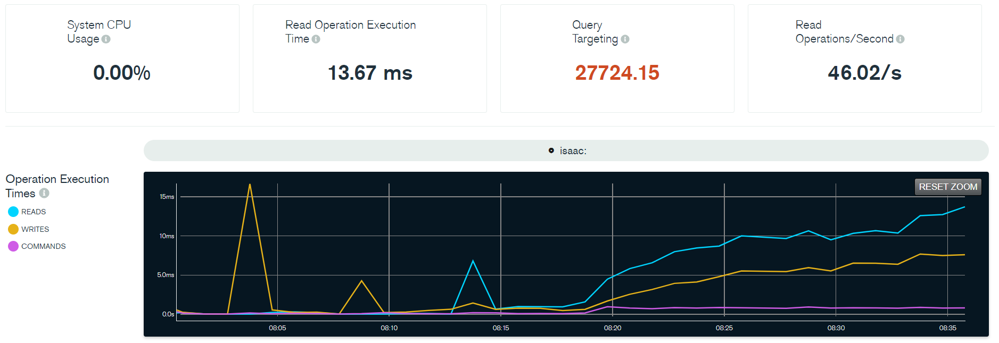 System CPU
Usage
0.00%
Read Operation Execution
Time
13.67 ms
Query
Targeting
27724.15
Read
Operations/Second
46.02/s
isaac:
Operation Execution
Times
READS
WRITES
COMMANDS
RESET ZOOM
15ms
10ms
5.0ms
0.0s
08:05
08:10
08:15
08:20
08:25
08:30
08:35